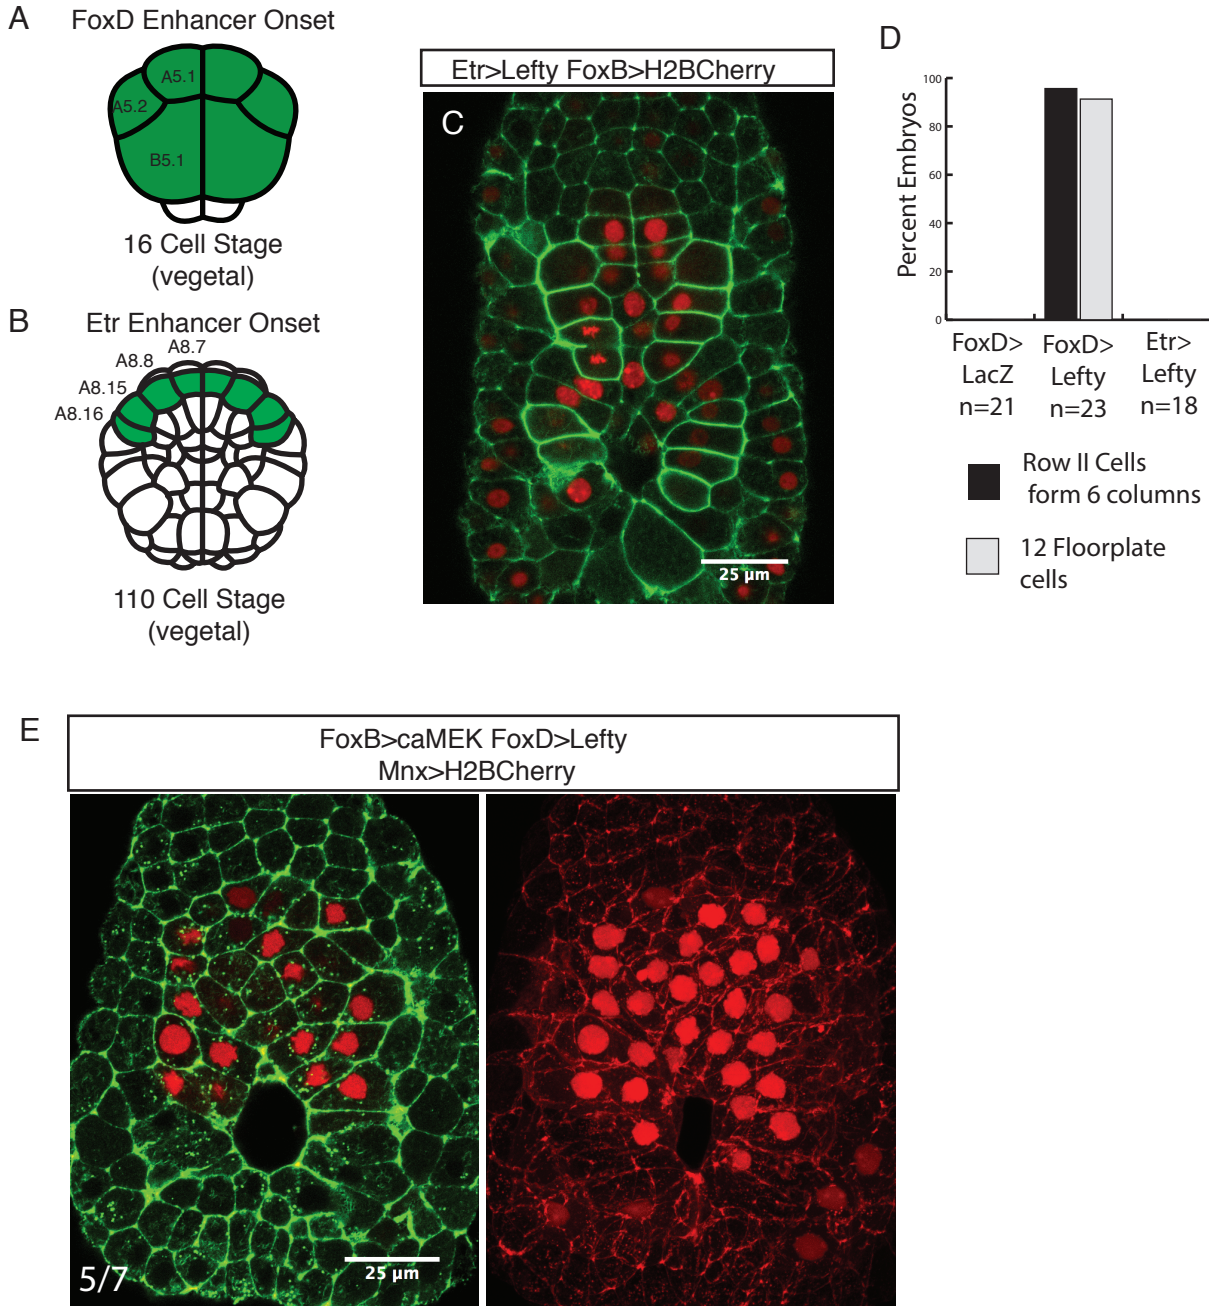 A
FoxD Enhancer Onset
A5.1
A5.2
B5.1
16 Cell Stage
(vegetal)
B
Etr Enhancer Onset
A8.7
A8.8
A8.15
A8.16
110 Cell Stage
(vegetal)
Etr>Lefty FoxB>H2BCherry
C
25 µm
D
Percent Embryos
100
80
60
40
20
0
FoxD>
LacZ
n=21
FoxD>
Lefty
n=23
Etr>
Lefty
n=18
Row II Cells
form 6 columns
12 Floorplate
cells
E
FoxB>caMEK FoxD>Lefty
Mnx>H2BCherry
5/7
25 µm